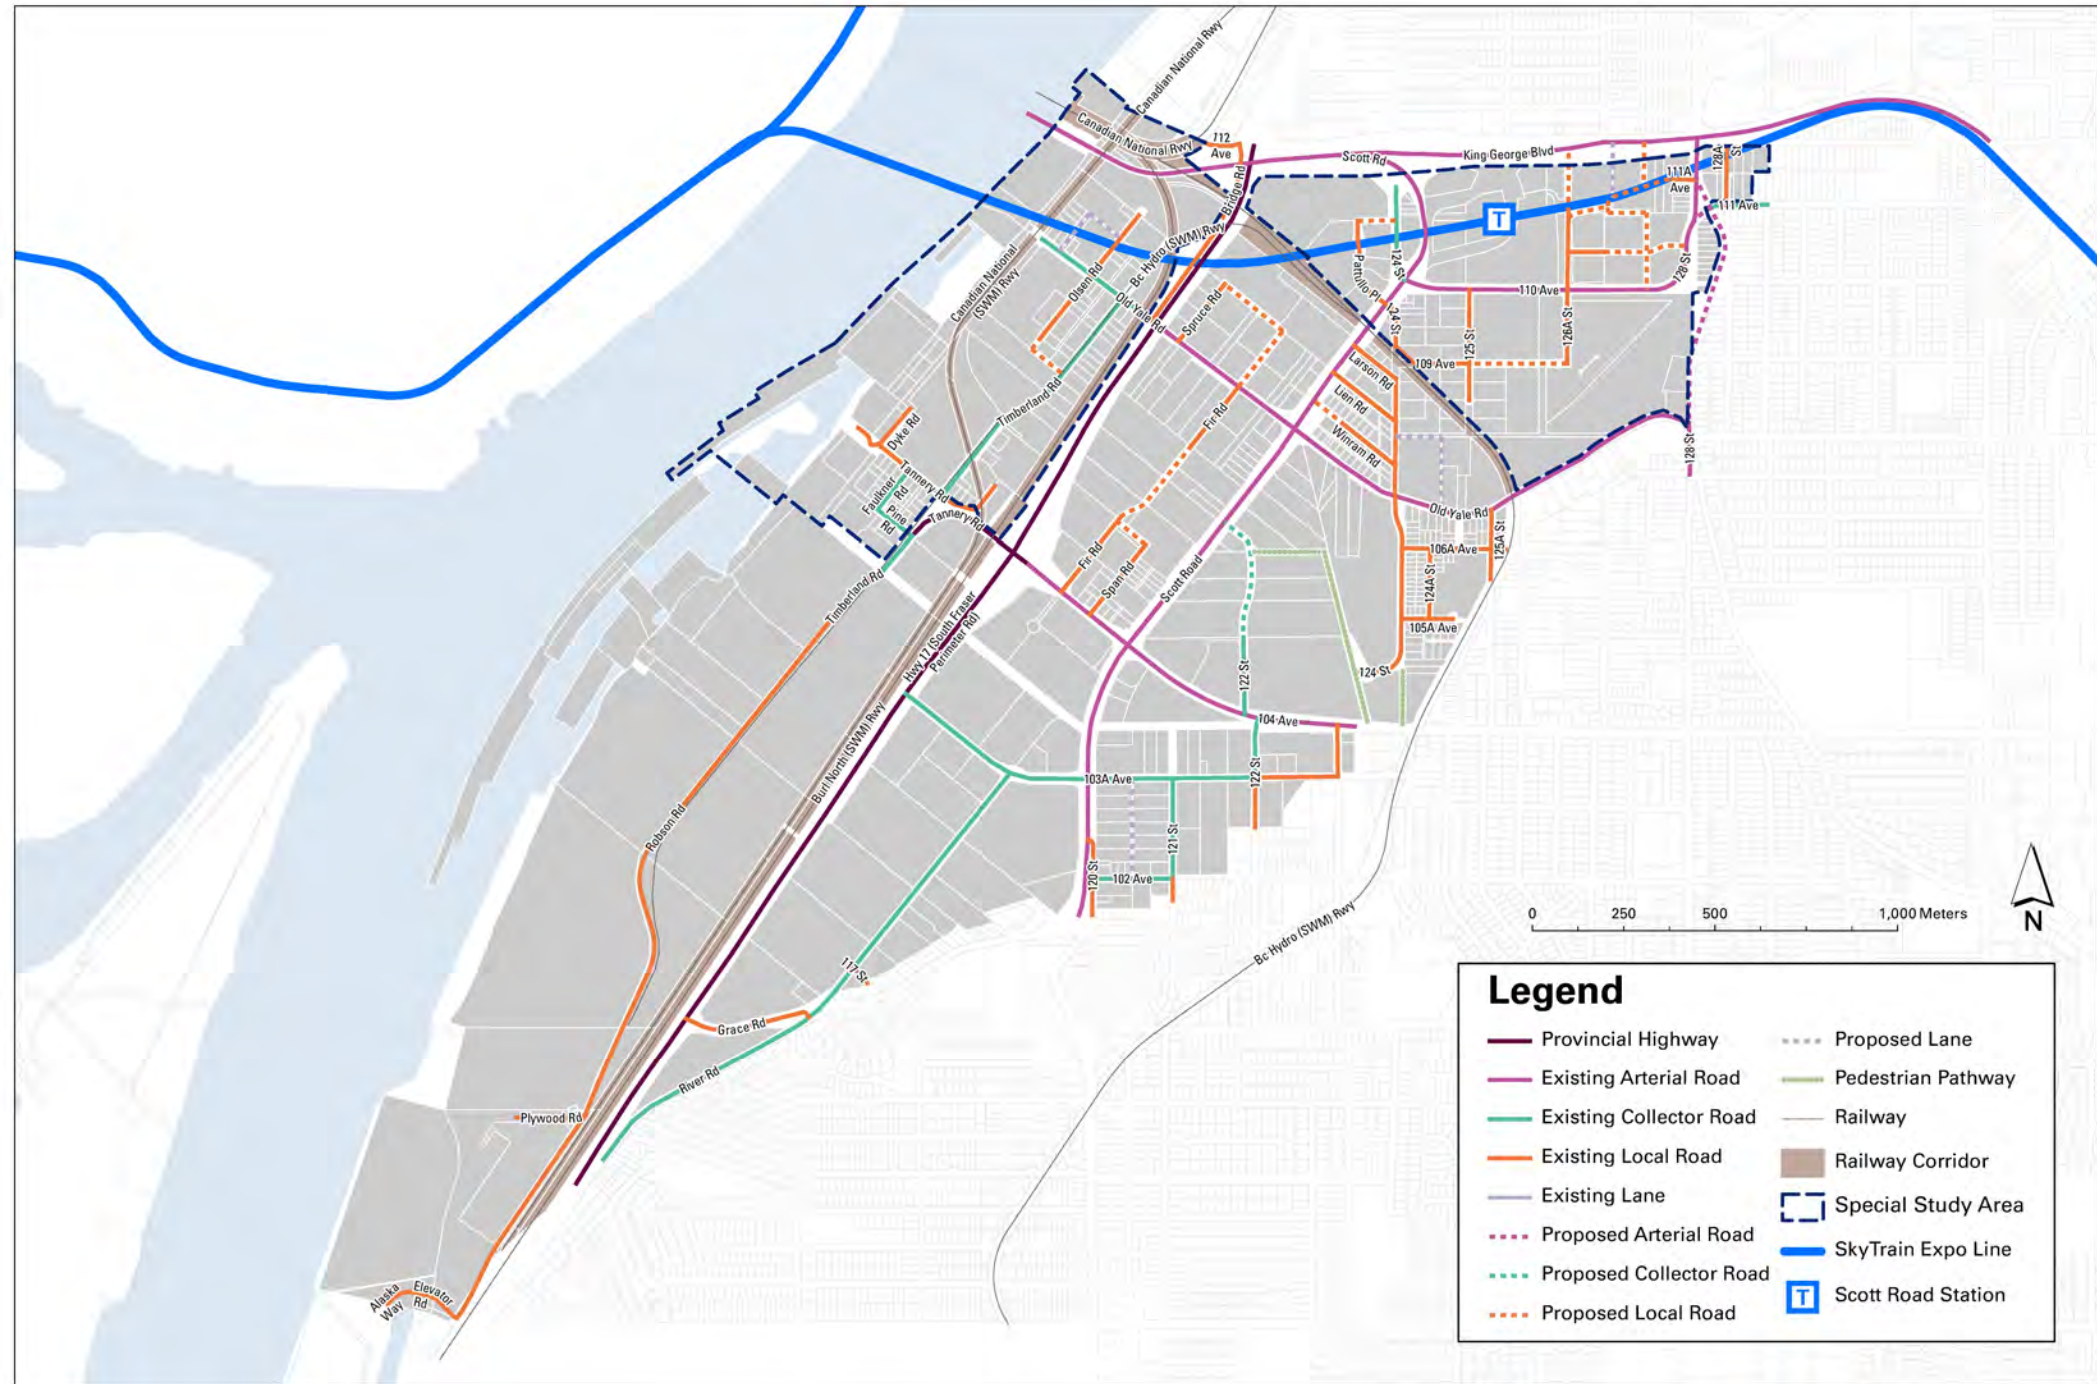 Canadian National Rwy
Canadian National Rwy
112
Ave
Bridge Rd
Scott Rd
King George Blvd
128A
St
111A
Ave
111 Ave
T
Canadian National
(SWM) Rwy
Olsen Rd
Bc Hydro (SWM) Rwy
Old Yale Rd
Spruce Rd
Pattullo Pl
124 St
124 St
110 Ave
128 St
125 St
126A St
109 Ave
Larson Rd
Lien Rd
Winram Rd
128 St
Timberland Rd
Dyke Rd
Fir Rd
Tannery Rd
Faulkner
Rd
Pine
Rd
Tannery Rd
Old Yale Rd
125A St
106A Ave
Fir Rd
Span Rd
Scott Road
124A St
105A Ave
Timberland Rd
Hwy 17 (South Fraser
Perimeter Rd)
122 St
124 St
104 Ave
Burl North (SWM) Rwy
103A Ave
122 St
Robson Rd
121 St
120 St
102 Ave
Bc Hydro (SWM) Rwy
117 St
Grace Rd
River Rd
Plywood Rd
Alaska
Way
Elevator
Rd
0 250 500 1,000 Meters
N
Legend
Provincial Highway
Existing Arterial Road
Existing Collector Road
Existing Local Road
Existing Lane
Proposed Arterial Road
Proposed Collector Road
Proposed Local Road
Proposed Lane
Pedestrian Pathway
Railway
Railway Corridor
Special Study Area
SkyTrain Expo Line
T Scott Road Station